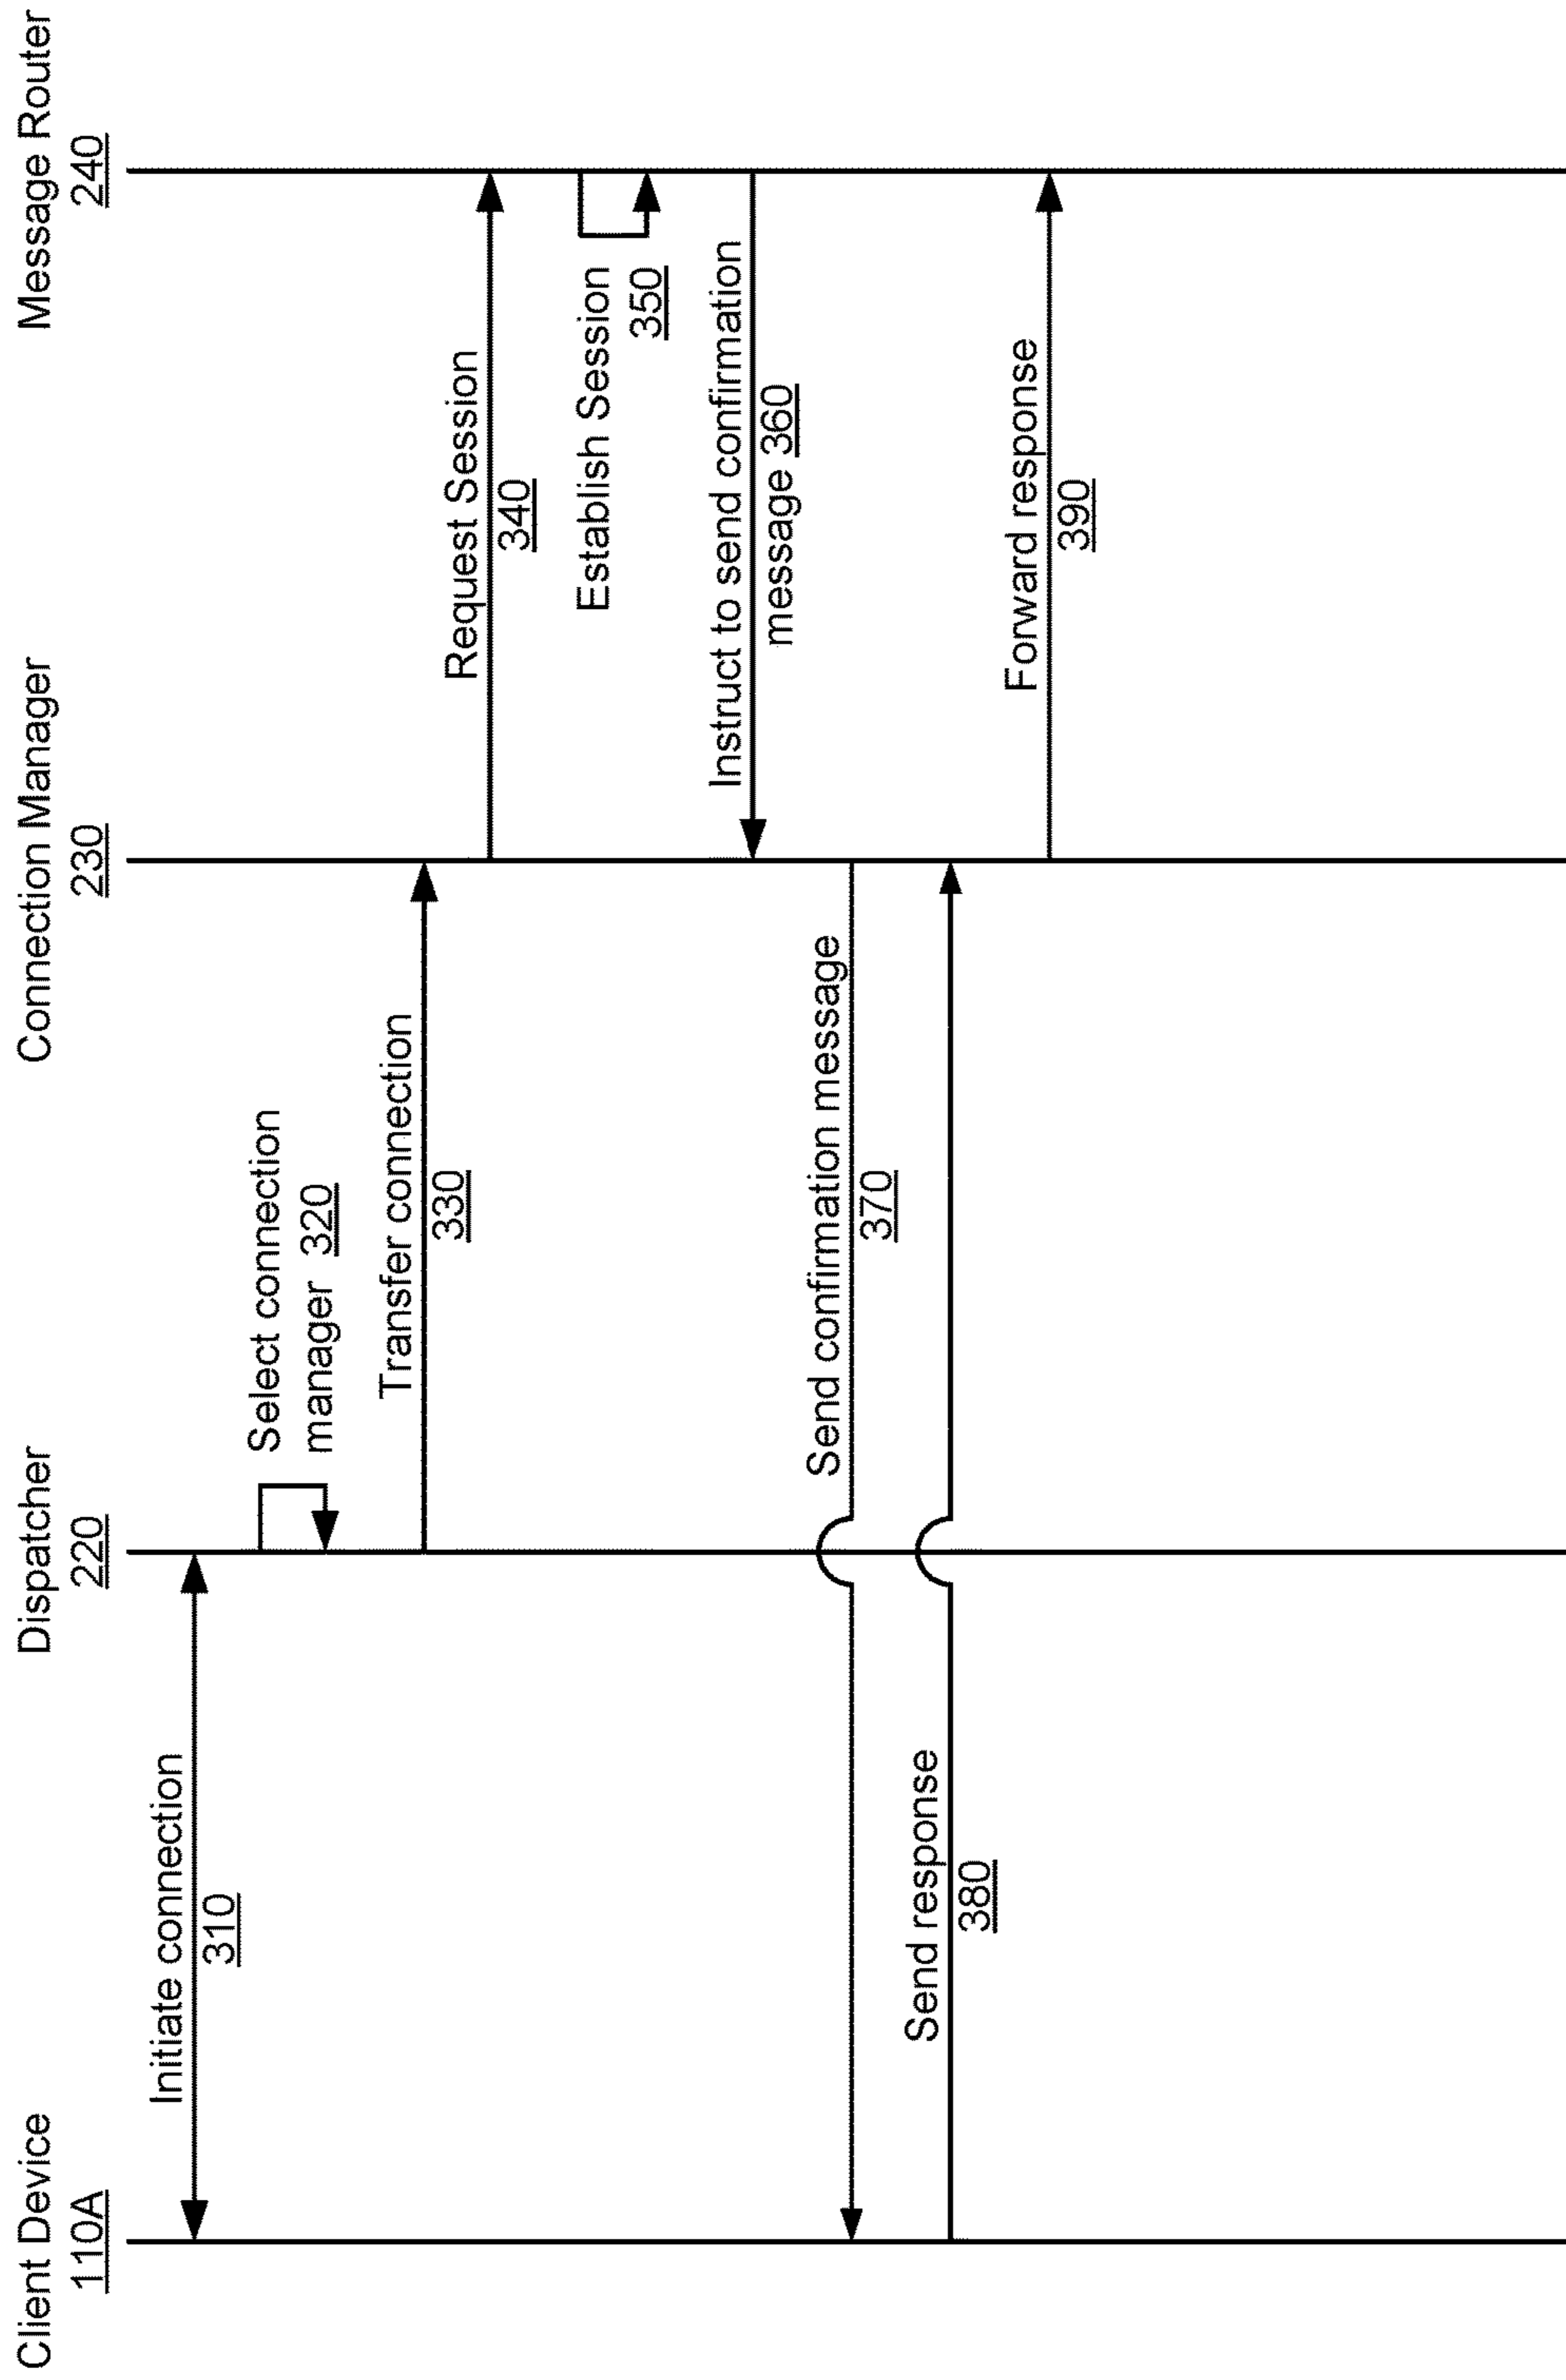 Client Device
110A
Dispatcher
220
Connection Manager
230
Message Router
240
Initiate connection
310
Select connection
manager 320
Transfer connection
330
Request Session
340
Establish Session
350
Instruct to send confirmation
message 360
Send confirmation message
370
Send response
380
Forward response
390